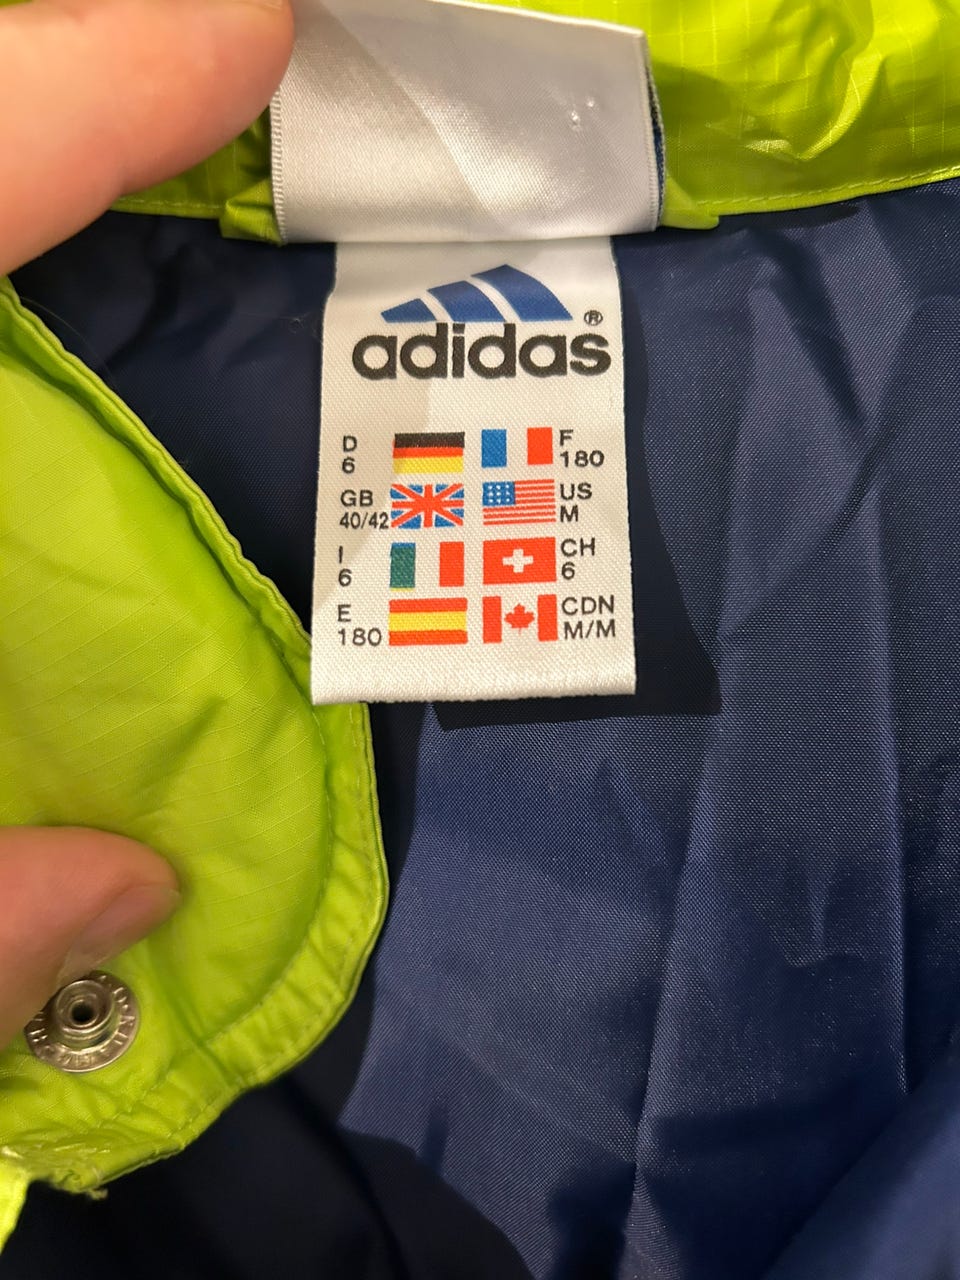 adidas®
D 6
F 180
GB 40/42
US M
I 6
CH 6
E 180
CDN M/M